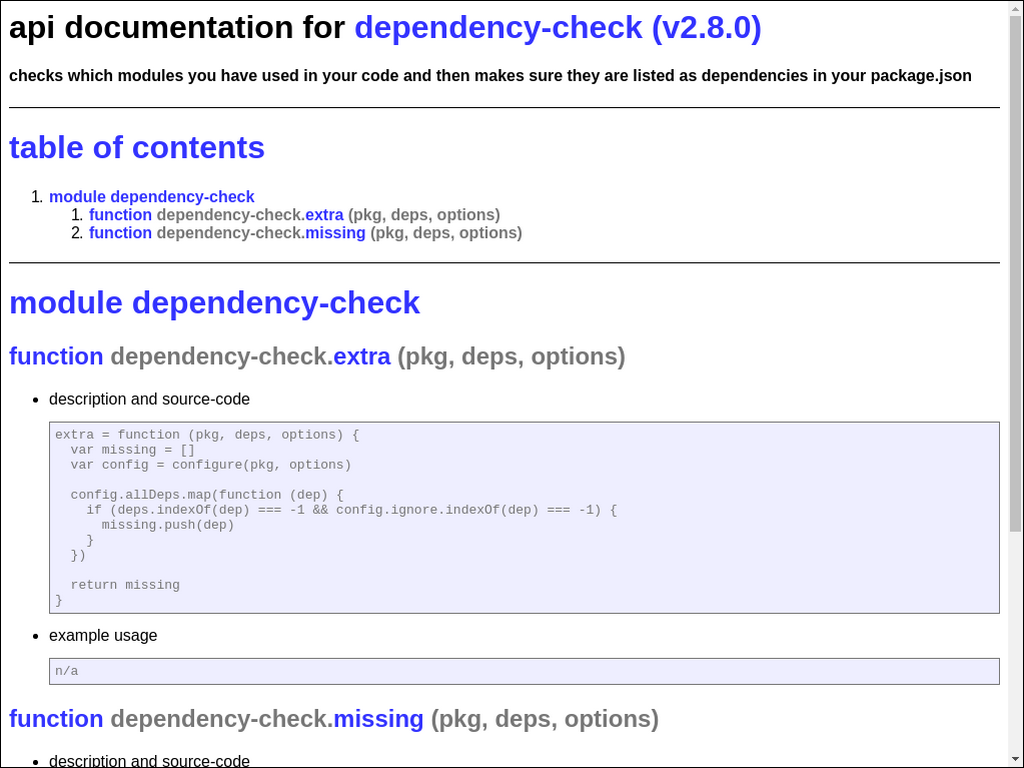 api documentation for dependency-check (v2.8.0)
checks which modules you have used in your code and then makes sure they are listed as dependencies in your package.json
table of contents
1. module dependency-check
1. function dependency-check.extra (pkg, deps, options)
2. function dependency-check.missing (pkg, deps, options)
module dependency-check
function dependency-check.extra (pkg, deps, options)
• description and source-code
extra = function (pkg, deps, options) {
  var missing = []
  var config = configure(pkg, options)

  config.allDeps.map(function (dep) {
    if (deps.indexOf(dep) === -1 && config.ignore.indexOf(dep) === -1) {
      missing.push(dep)
    }
  })

  return missing
}
• example usage
n/a
function dependency-check.missing (pkg, deps, options)
• description and source-code